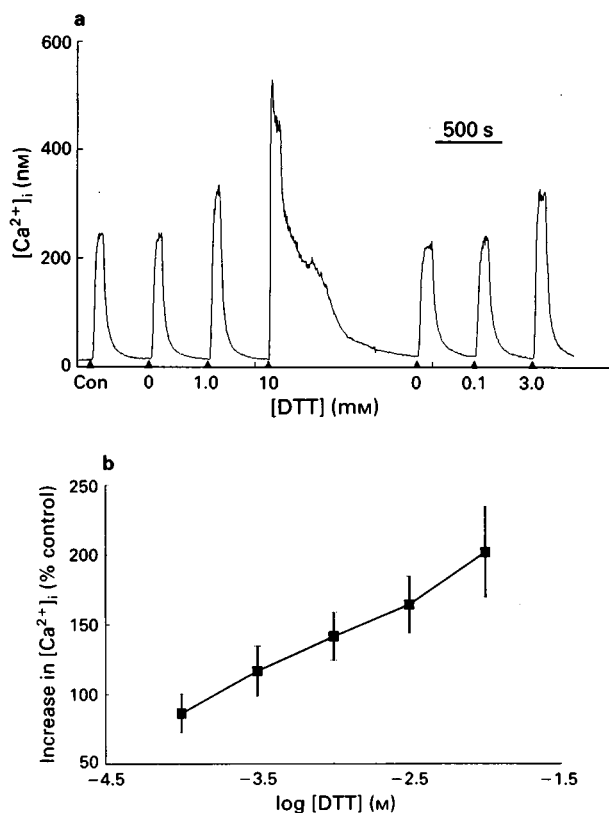 a
[Ca²⁺]ᵢ (nM)
600
400
200
0
500 s
Con 0 1.0 10 0 0.1 3.0
[DTT] (mM)
b
Increase in [Ca²⁺]ᵢ (% control)
250
200
150
100
50
−4.5 −3.5 −2.5 −1.5
log [DTT] (M)